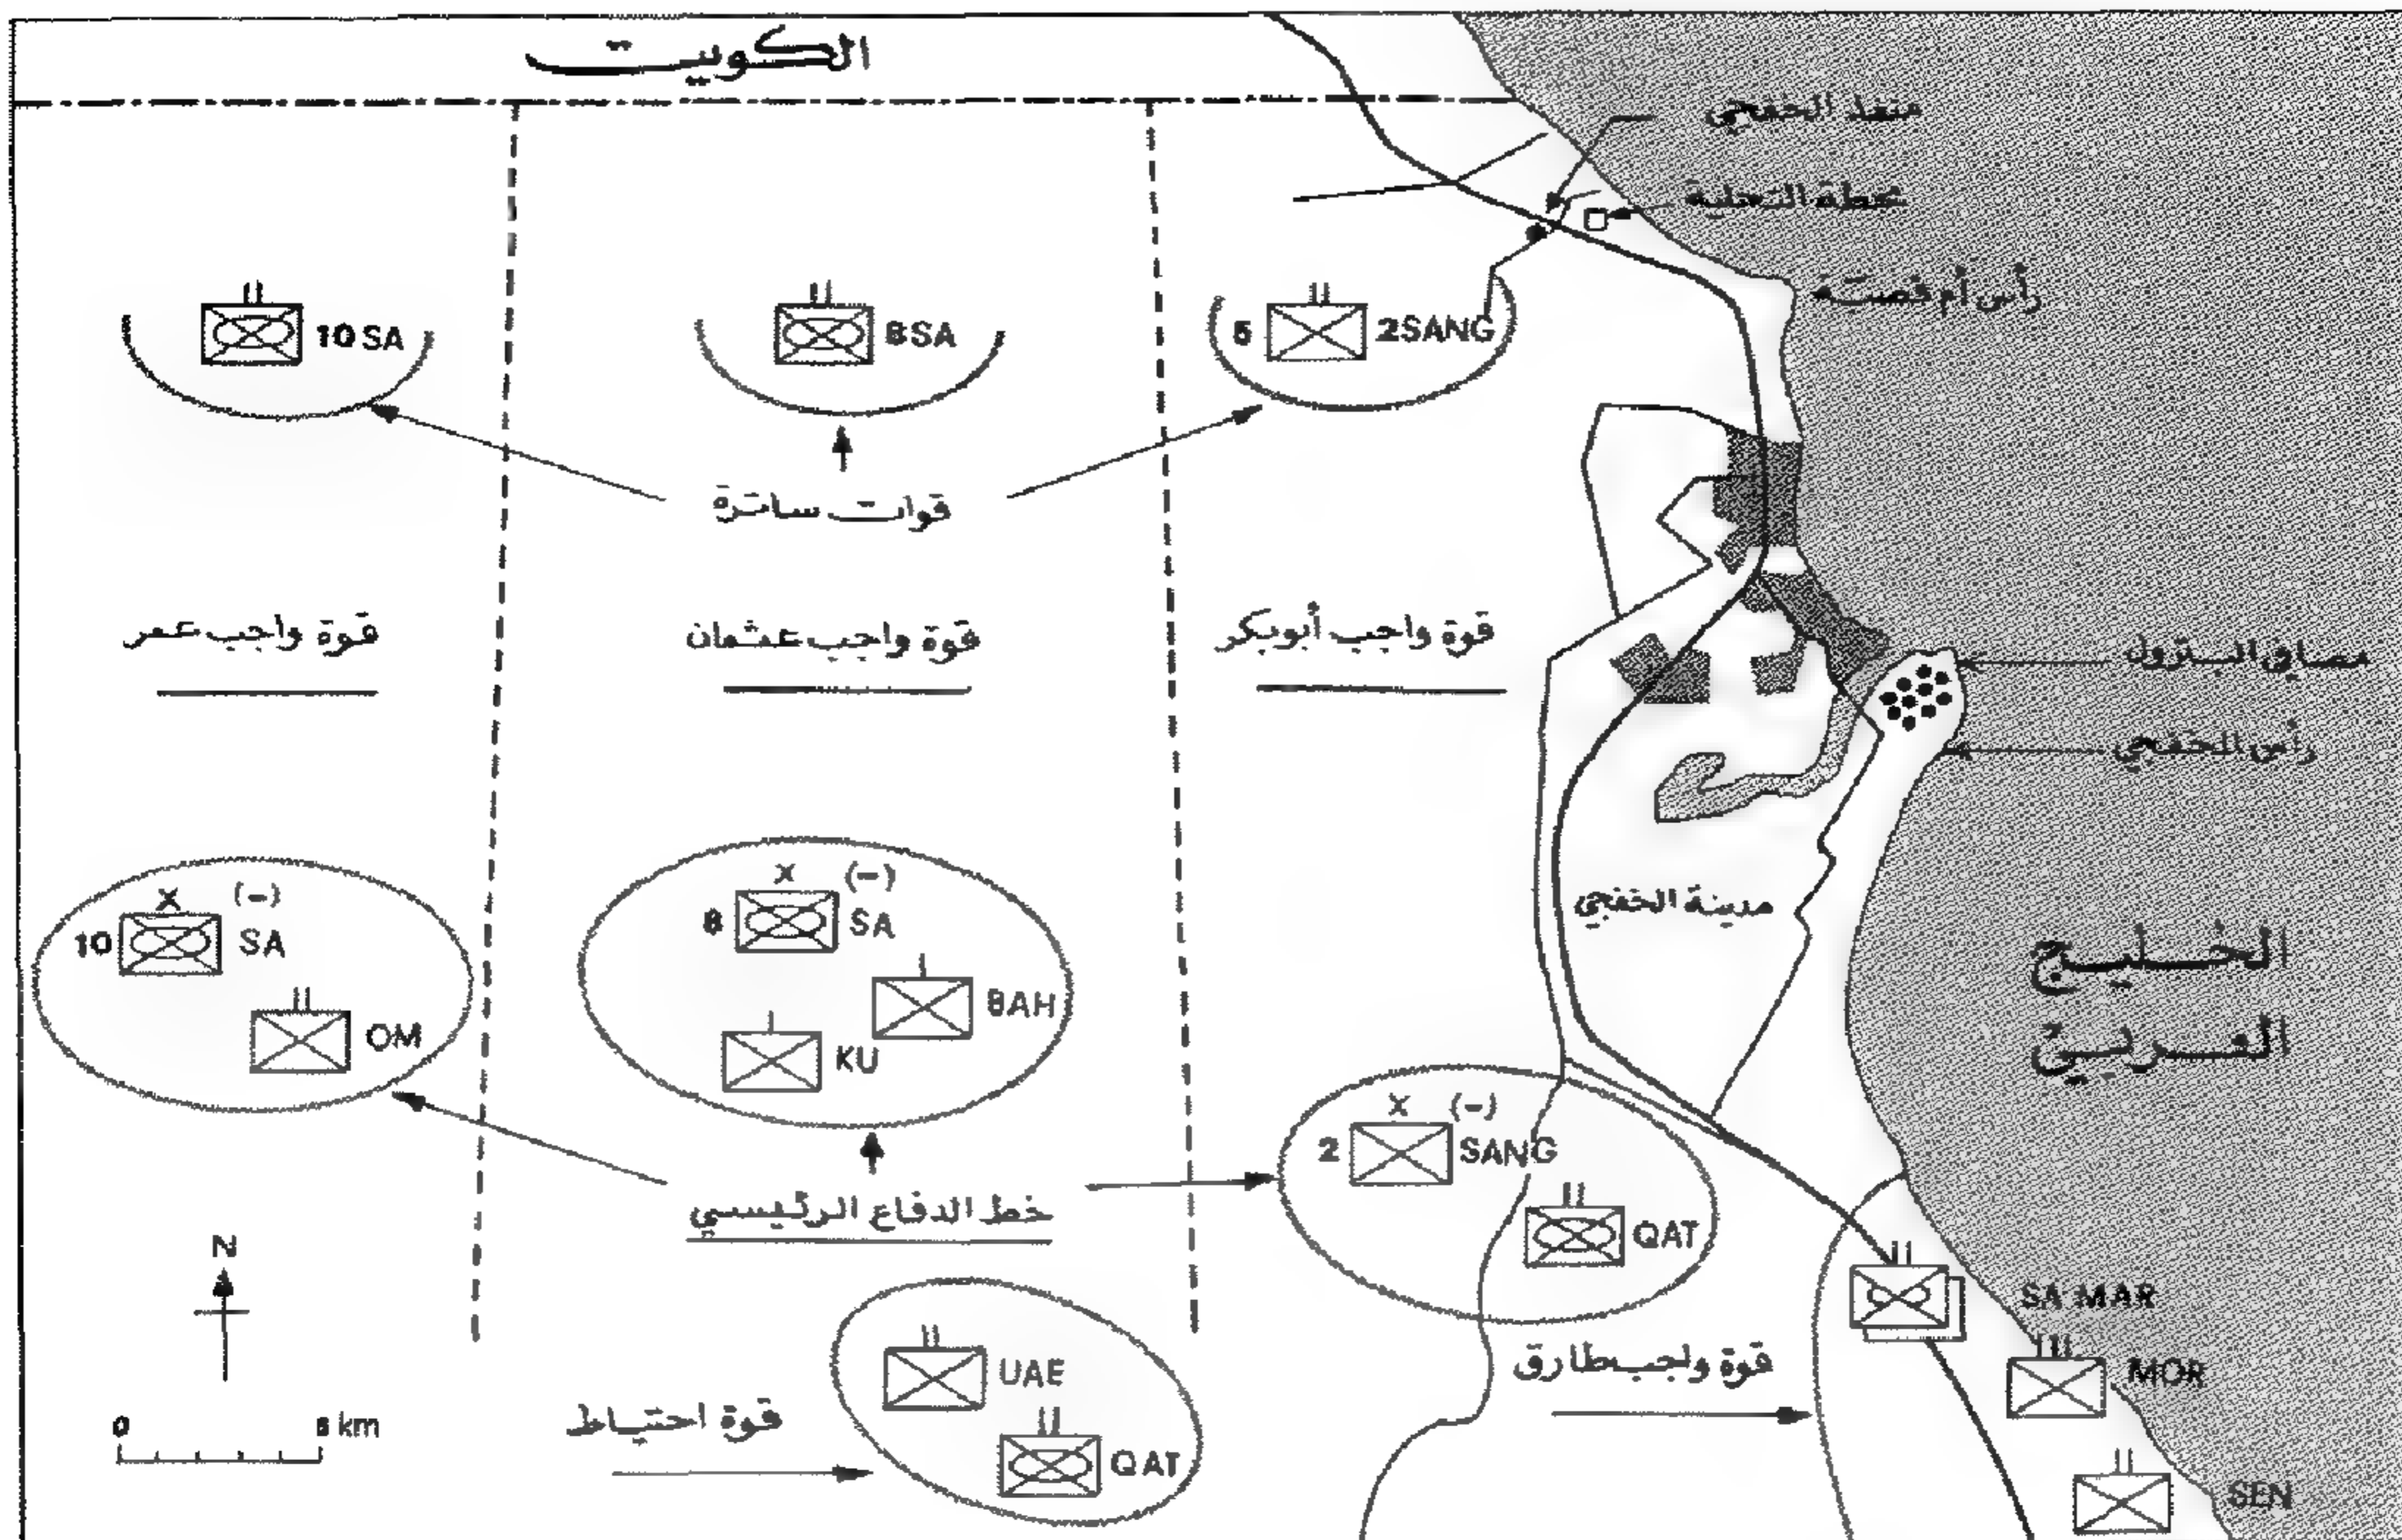 الكويت
منفذ الخفجي
محطة التحلية
رأس أم قصبة
10 SA
8 SA
5 2SANG
قوات ساترة
قوة واجب أبوبكر
قوة واجب عثمان
قوة واجب عمر
مصافي البترول
رأس الخفجي
مدينة الخفجي
الخليج
العربي
X (-)
10 SA
OM
X (-)
8 SA
BAH
KU
X (-)
2 SANG
QAT
خط الدفاع الرئيسي
N
0 5 km
UAE
QAT
قوة احتياط
قوة واجب طارق
SA MAR
MOR
SEN